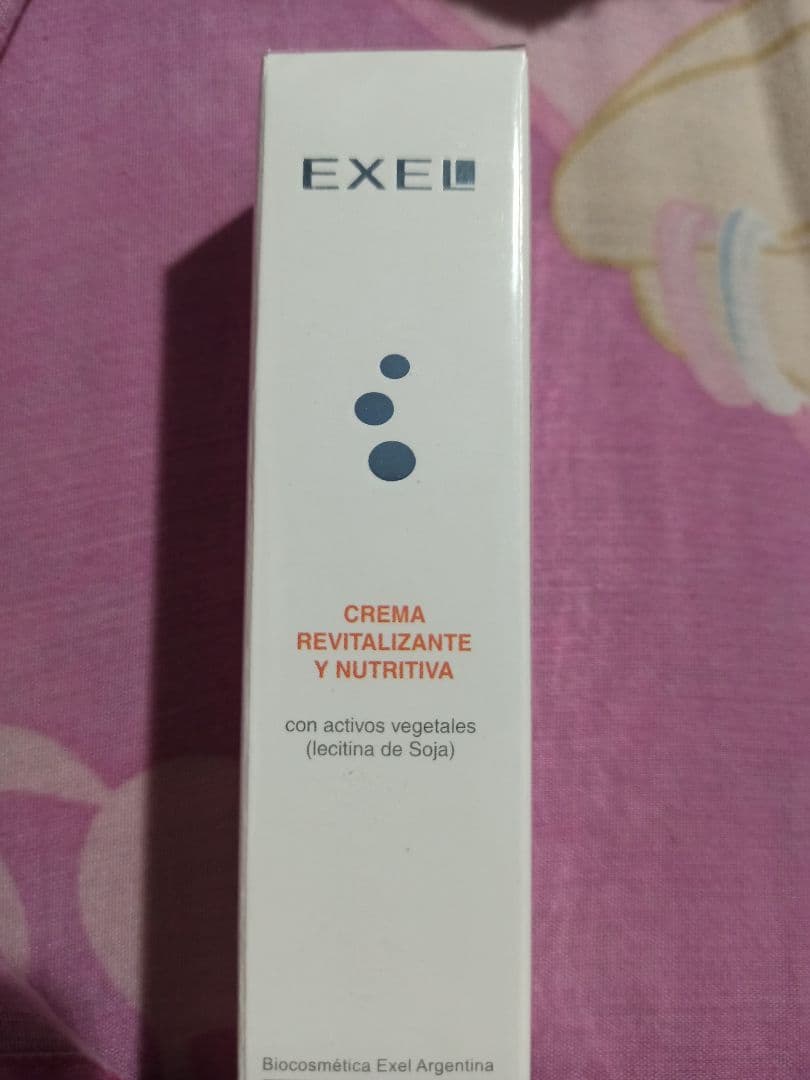 EXEL
CREMA
REVITALIZANTE
Y NUTRITIVA
con activos vegetales
(lecitina de Soja)
Biocosmética Exel Argentina